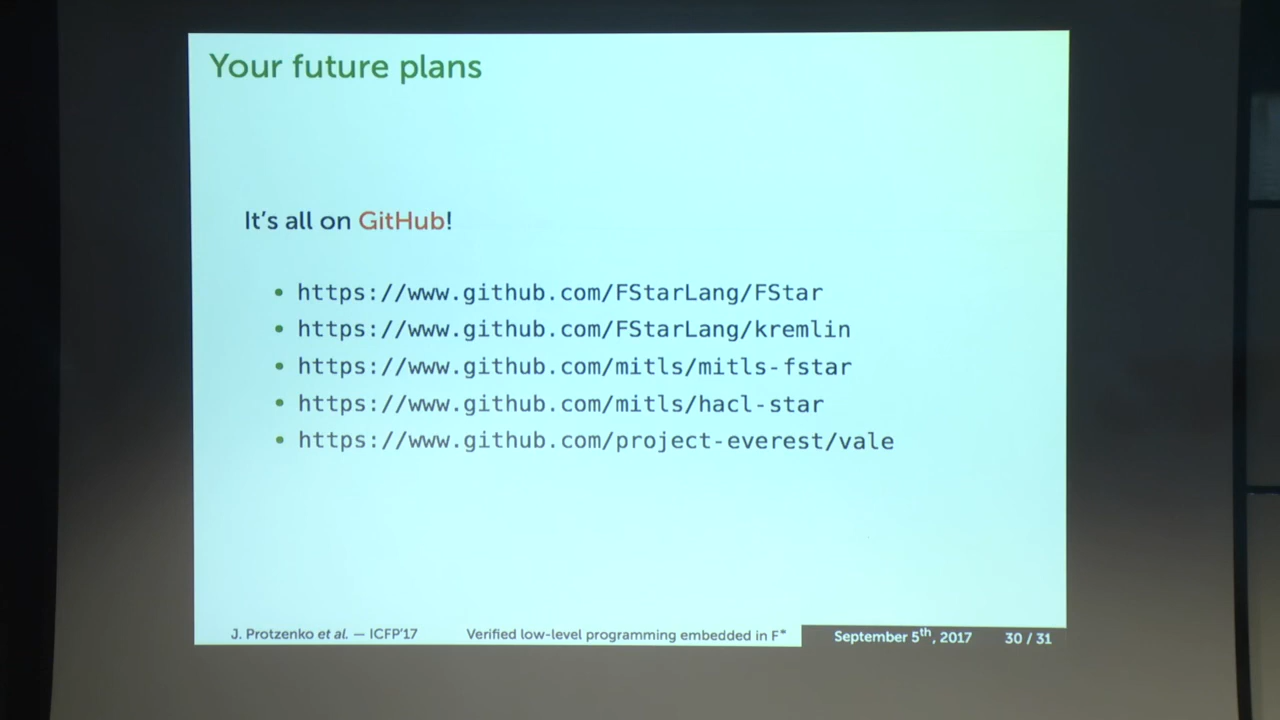 Your future plans
It's all on GitHub!
• https://www.github.com/FStarLang/FStar
• https://www.github.com/FStarLang/kremlin
• https://www.github.com/mitls/mitls-fstar
• https://www.github.com/mitls/hacl-star
• https://www.github.com/project-everest/vale
J. Protzenko et al. — ICFP'17 Verified low-level programming embedded in F* September 5th, 2017 30 / 31